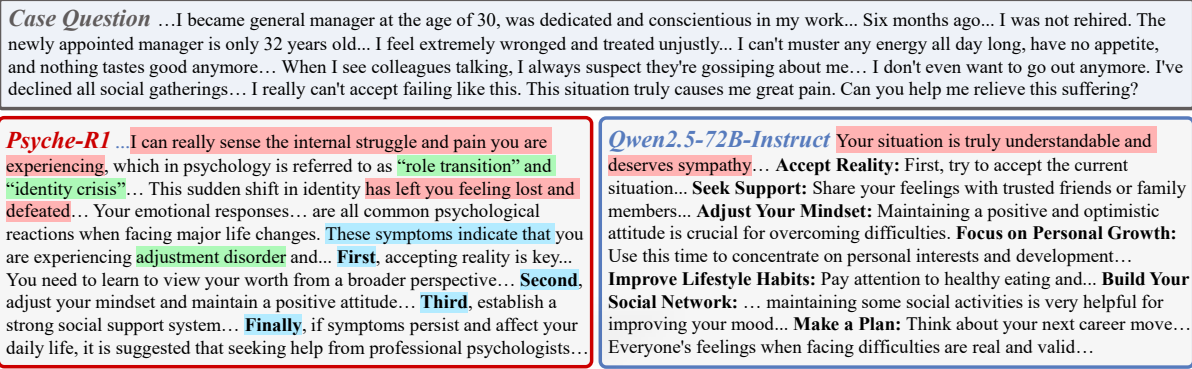 Case Question …I became general manager at the age of 30, was dedicated and conscientious in my work... Six months ago... I was not rehired. The
newly appointed manager is only 32 years old... I feel extremely wronged and treated unjustly... I can't muster any energy all day long, have no appetite,
and nothing tastes good anymore… When I see colleagues talking, I always suspect they're gossiping about me… I don't even want to go out anymore. I've
declined all social gatherings… I really can't accept failing like this. This situation truly causes me great pain. Can you help me relieve this suffering?
Psyche-R1 ...I can really sense the internal struggle and pain you are
experiencing, which in psychology is referred to as “role transition” and
“identity crisis”… This sudden shift in identity has left you feeling lost and
defeated… Your emotional responses… are all common psychological
reactions when facing major life changes. These symptoms indicate that you
are experiencing adjustment disorder and... First, accepting reality is key...
You need to learn to view your worth from a broader perspective… Second,
adjust your mindset and maintain a positive attitude… Third, establish a
strong social support system… Finally, if symptoms persist and affect your
daily life, it is suggested that seeking help from professional psychologists…
Qwen2.5-72B-Instruct Your situation is truly understandable and
deserves sympathy… Accept Reality: First, try to accept the current
situation... Seek Support: Share your feelings with trusted friends or family
members... Adjust Your Mindset: Maintaining a positive and optimistic
attitude is crucial for overcoming difficulties. Focus on Personal Growth:
Use this time to concentrate on personal interests and development…
Improve Lifestyle Habits: Pay attention to healthy eating and... Build Your
Social Network: … maintaining some social activities is very helpful for
improving your mood... Make a Plan: Think about your next career move…
Everyone's feelings when facing difficulties are real and valid…